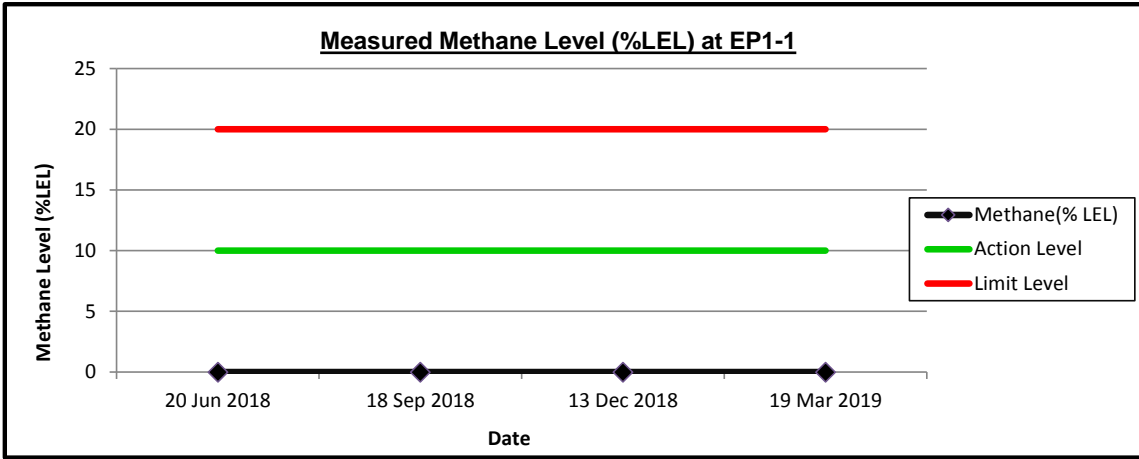 Measured Methane Level (%LEL) at EP1-1
Methane Level (%LEL)
25
20
15
10
5
0
20 Jun 2018
18 Sep 2018
13 Dec 2018
19 Mar 2019
Date
Methane(% LEL)
Action Level
Limit Level